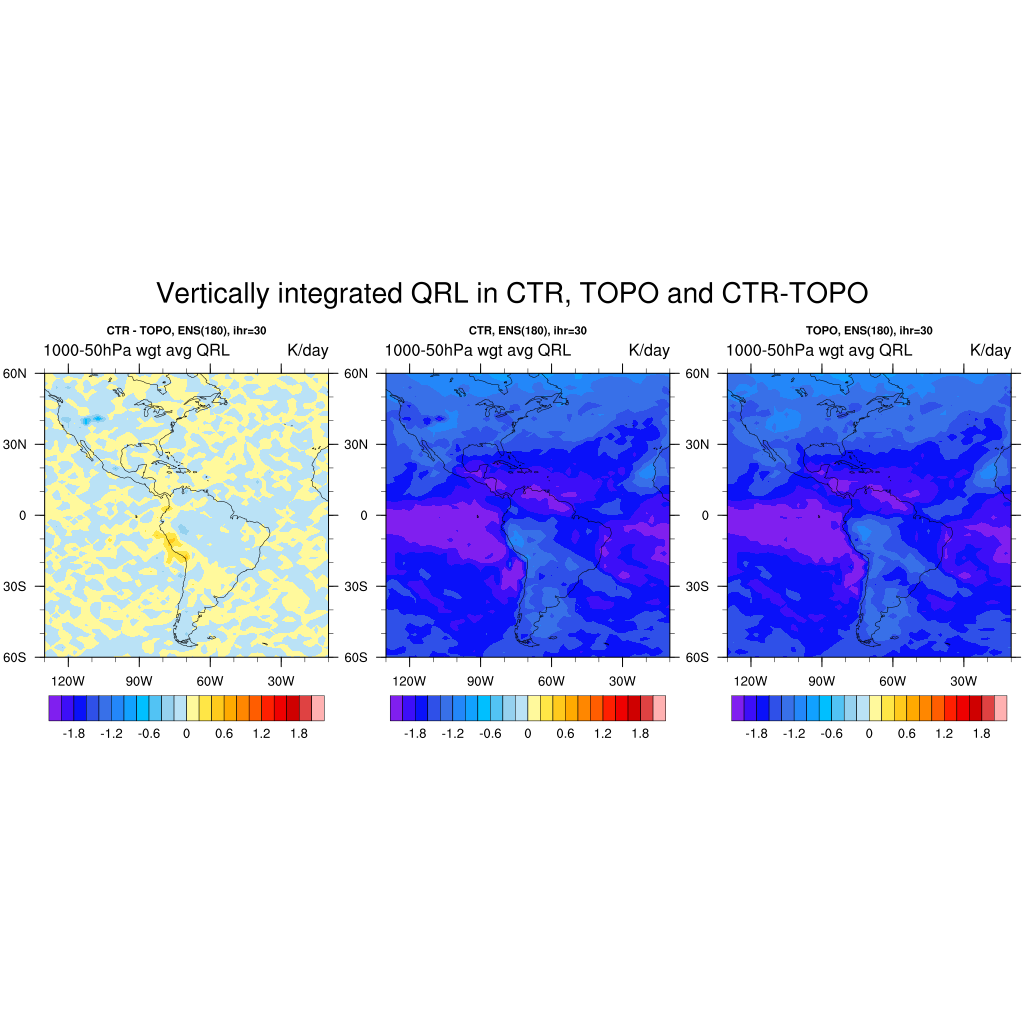 Vertically integrated QRL in CTR, TOPO and CTR-TOPO
CTR - TOPO, ENS(180), ihr=30
1000-50hPa wgt avg QRL K/day
60N
30N
0
30S
60S
120W 90W 60W 30W
-1.8 -1.2 -0.6 0 0.6 1.2 1.8
CTR, ENS(180), ihr=30
1000-50hPa wgt avg QRL K/day
60N
30N
0
30S
60S
120W 90W 60W 30W
-1.8 -1.2 -0.6 0 0.6 1.2 1.8
TOPO, ENS(180), ihr=30
1000-50hPa wgt avg QRL K/day
60N
30N
0
30S
60S
120W 90W 60W 30W
-1.8 -1.2 -0.6 0 0.6 1.2 1.8